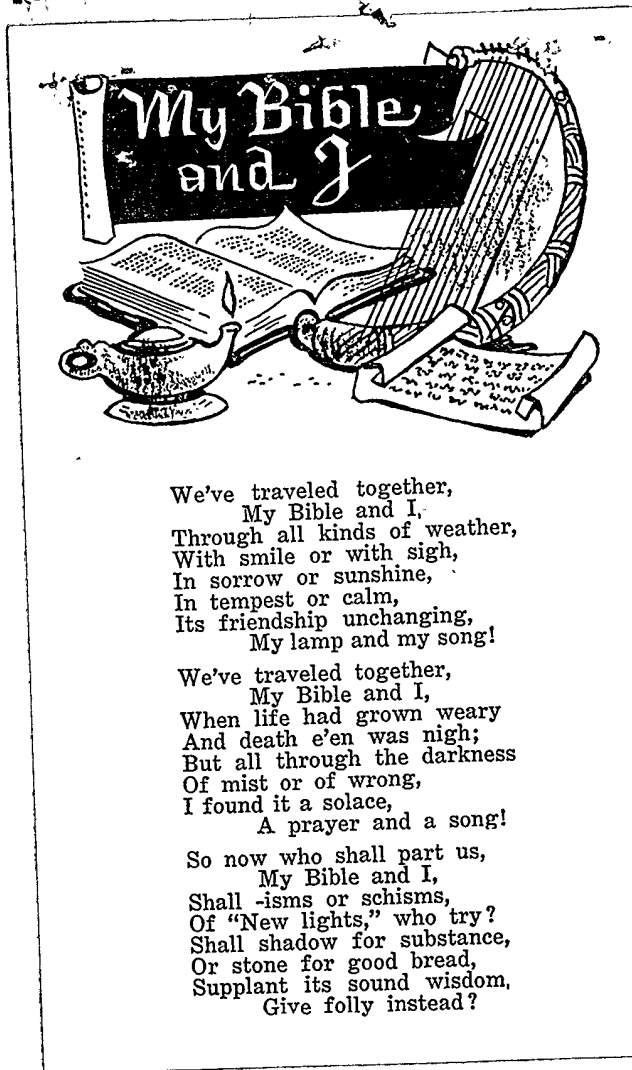 My Bible
and I
We've traveled together,
My Bible and I,
Through all kinds of weather,
With smile or with sigh,
In sorrow or sunshine,
In tempest or calm,
Its friendship unchanging,
My lamp and my song!
We've traveled together,
My Bible and I,
When life had grown weary
And death e'en was nigh;
But all through the darkness
Of mist or of wrong,
I found it a solace,
A prayer and a song!
So now who shall part us,
My Bible and I,
Shall -isms or schisms,
Of "New lights," who try?
Shall shadow for substance,
Or stone for good bread,
Supplant its sound wisdom,
Give folly instead?